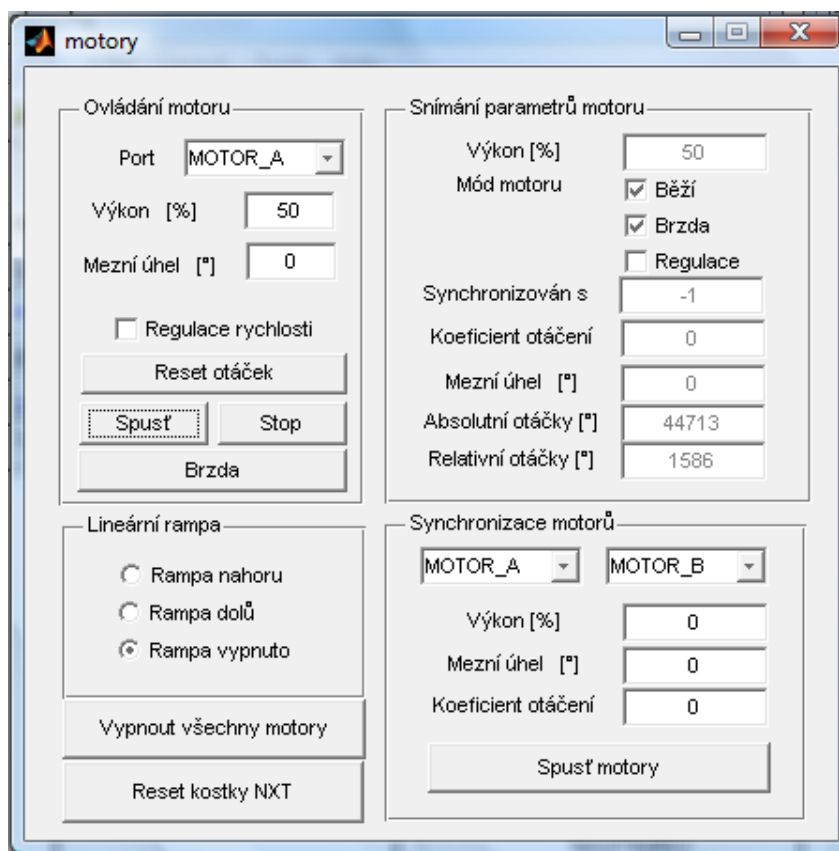 motory
Ovládání motoru
Port MOTOR_A
Výkon [%] 50
Mezní úhel [°] 0
Regulace rychlosti
Reset otáček
Spusť Stop
Brzda
Snímání parametrů motoru
Výkon [%] 50
Mód motoru Běží
Brzda
Regulace
Synchronizován s -1
Koeficient otáčení 0
Mezní úhel [°] 0
Absolutní otáčky [°] 44713
Relativní otáčky [°] 1586
Lineární rampa
Rampa nahoru
Rampa dolů
Rampa vypnuto
Vypnout všechny motory
Reset kostky NXT
Synchronizace motorů
MOTOR_A MOTOR_B
Výkon [%] 0
Mezní úhel [°] 0
Koeficient otáčení 0
Spusť motory